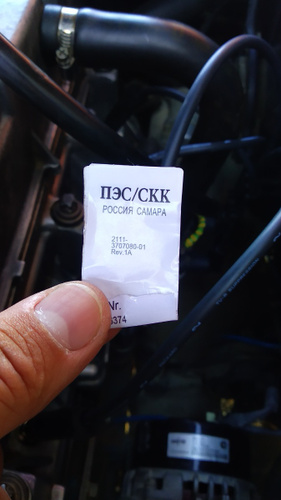 ПЭС/СКК
РОССИЯ САМАРА
2111-
3707080-01
Rev.1A
Nr.
374